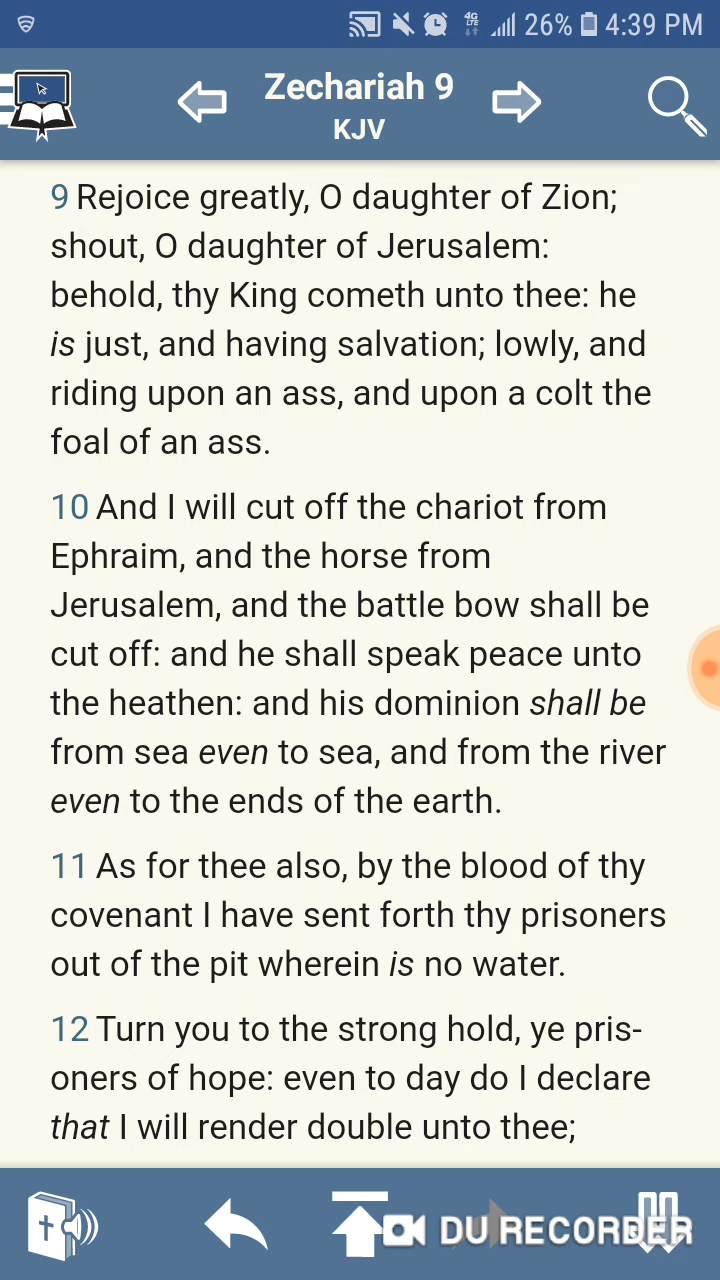 4G
LTE
26%
4:39 PM
Zechariah 9
KJV
9 Rejoice greatly, O daughter of Zion;
shout, O daughter of Jerusalem:
behold, thy King cometh unto thee: he
is just, and having salvation; lowly, and
riding upon an ass, and upon a colt the
foal of an ass.
10 And I will cut off the chariot from
Ephraim, and the horse from
Jerusalem, and the battle bow shall be
cut off: and he shall speak peace unto
the heathen: and his dominion shall be
from sea even to sea, and from the river
even to the ends of the earth.
11 As for thee also, by the blood of thy
covenant I have sent forth thy prisoners
out of the pit wherein is no water.
12 Turn you to the strong hold, ye pris-
oners of hope: even to day do I declare
that I will render double unto thee;
DU RECORDER